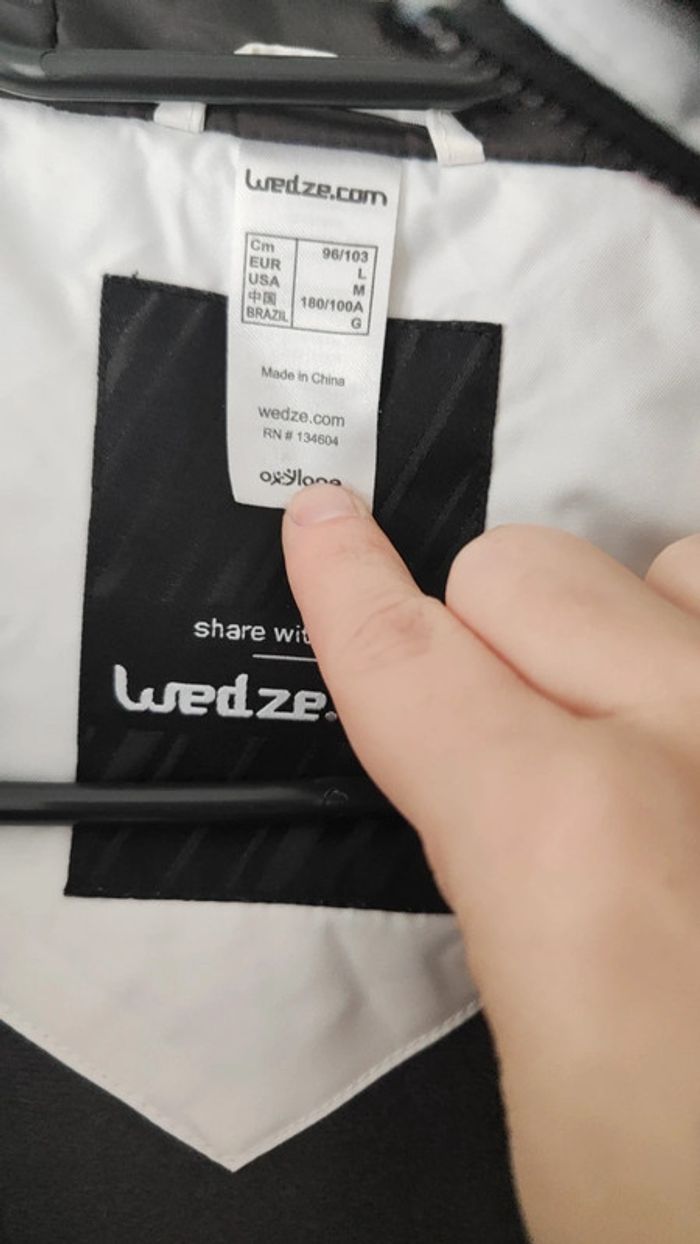 wedze.com
Cm 96/103
EUR L
USA M
中国 180/100A
BRAZIL G
Made in China
wedze.com
RN # 134604
oxylane
share wit
wedze.